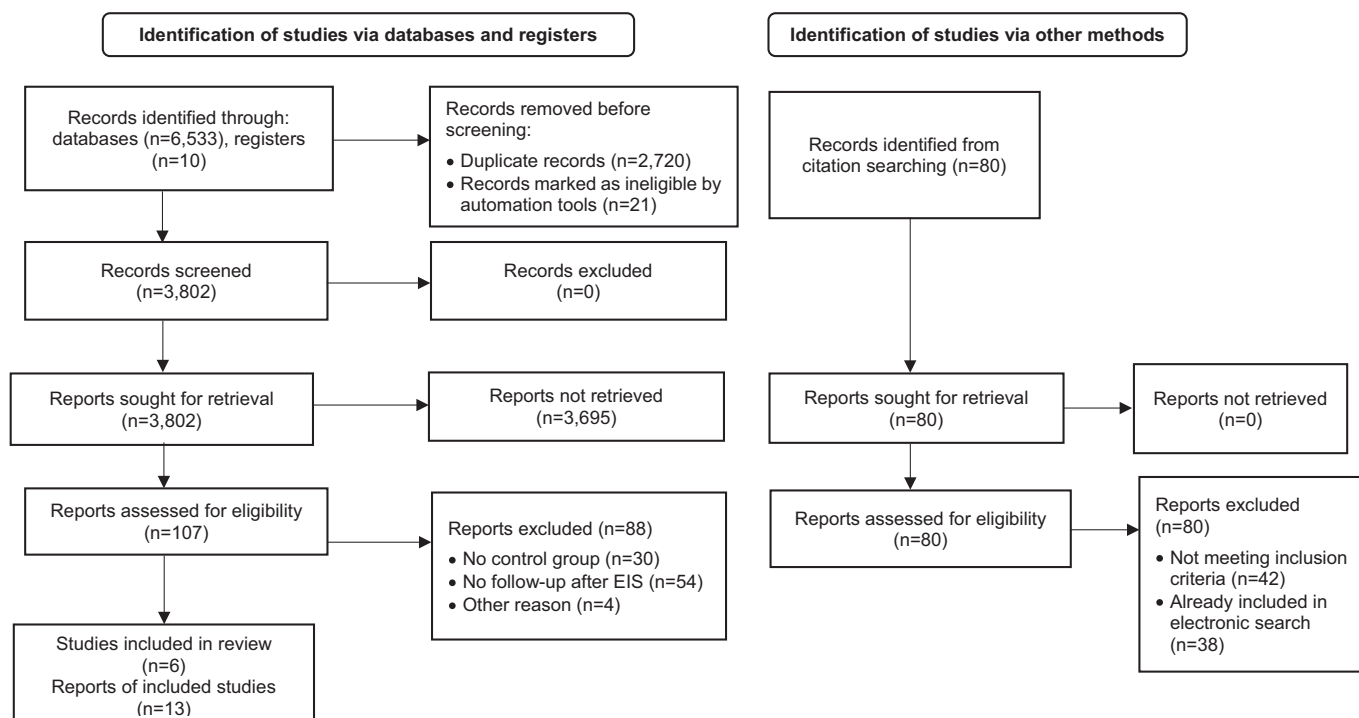 Identification of studies via databases and registers
Identification of studies via other methods
Records identified through:
databases (n=6,533), registers
(n=10)
Records removed before
screening:
• Duplicate records (n=2,720)
• Records marked as ineligible by
automation tools (n=21)
Records identified from
citation searching (n=80)
Records screened
(n=3,802)
Records excluded
(n=0)
Reports sought for retrieval
(n=3,802)
Reports not retrieved
(n=3,695)
Reports sought for retrieval
(n=80)
Reports not retrieved
(n=0)
Reports assessed for eligibility
(n=107)
Reports excluded (n=88)
• No control group (n=30)
• No follow-up after EIS (n=54)
• Other reason (n=4)
Reports assessed for eligibility
(n=80)
Reports excluded
(n=80)
• Not meeting inclusion
criteria (n=42)
• Already included in
electronic search
(n=38)
Studies included in review
(n=6)
Reports of included studies
(n=13)